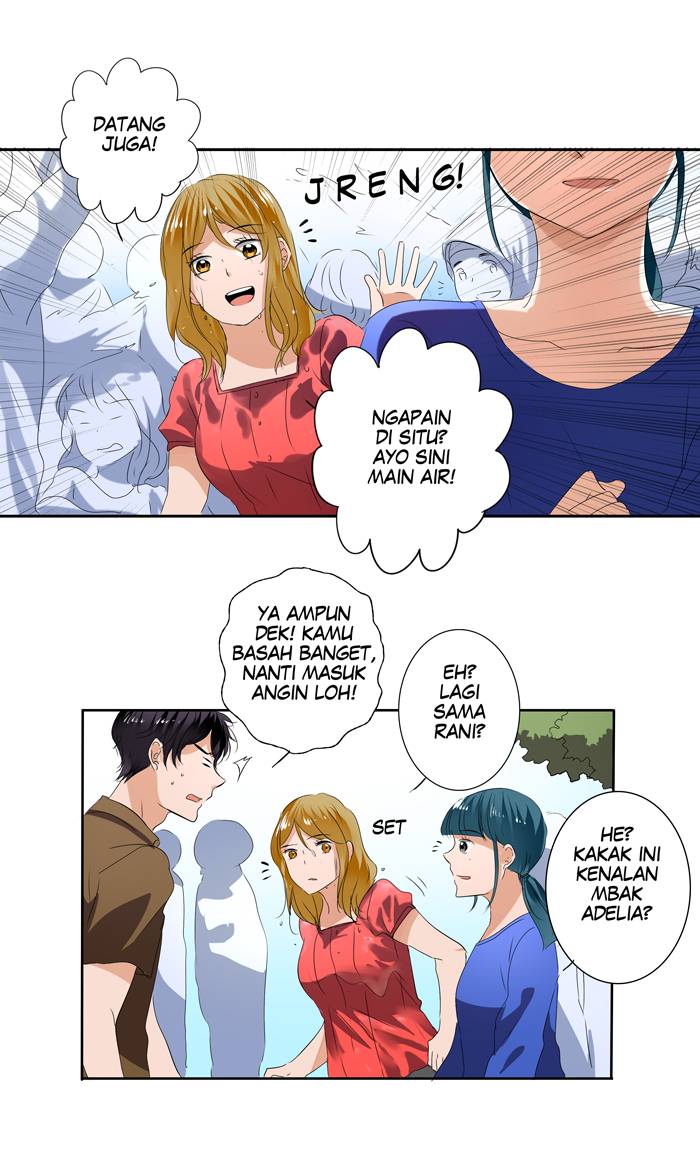 DATANG
JUGA!
JRENG!
NGAPAIN
DI SITU?
AYO SINI
MAIN AIR!
YA AMPUN
DEK! KAMU
BASAH BANGET,
NANTI MASUK
ANGIN LOH!
EH?
LAGI
SAMA
RANI?
SET
HE?
KAKAK INI
KENALAN
MBAK
ADELIA?